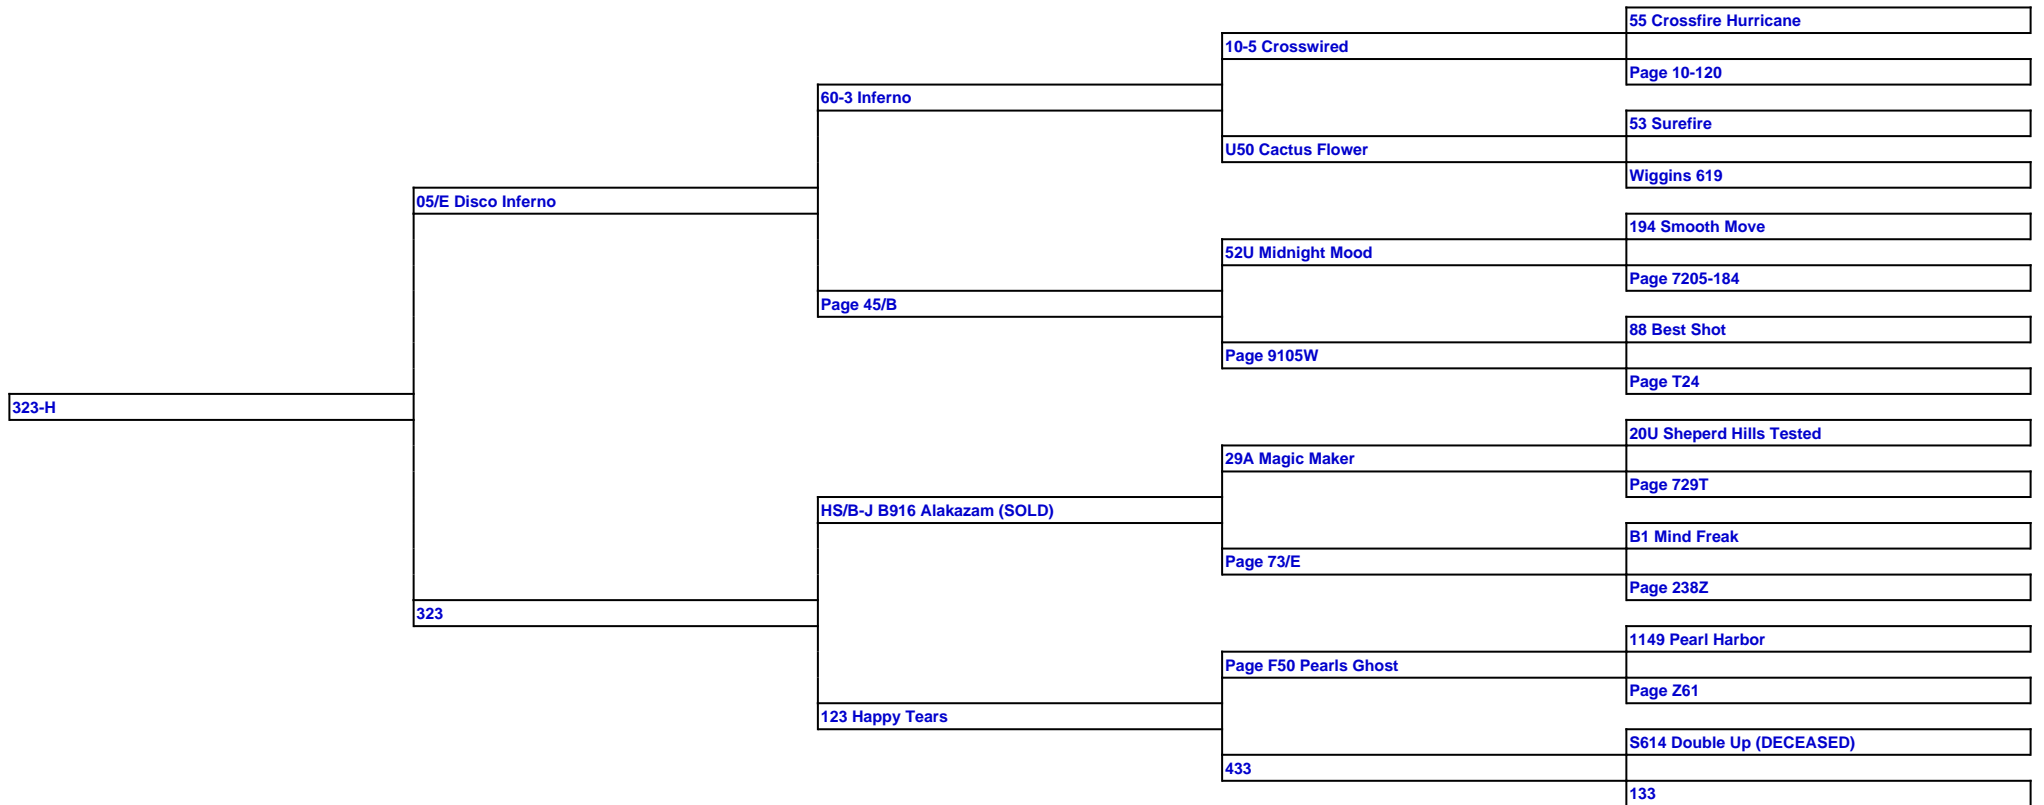 55 Crossfire Hurricane
10-5 Crosswired
Page 10-120
60-3 Inferno
53 Surefire
U50 Cactus Flower
Wiggins 619
05/E Disco Inferno
194 Smooth Move
52U Midnight Mood
Page 7205-184
Page 45/B
88 Best Shot
Page 9105W
Page T24
323-H
20U Sheperd Hills Tested
29A Magic Maker
Page 729T
HS/B-J B916 Alakazam (SOLD)
B1 Mind Freak
Page 73/E
Page 238Z
323
1149 Pearl Harbor
Page F50 Pearls Ghost
Page Z61
123 Happy Tears
S614 Double Up (DECEASED)
433
133